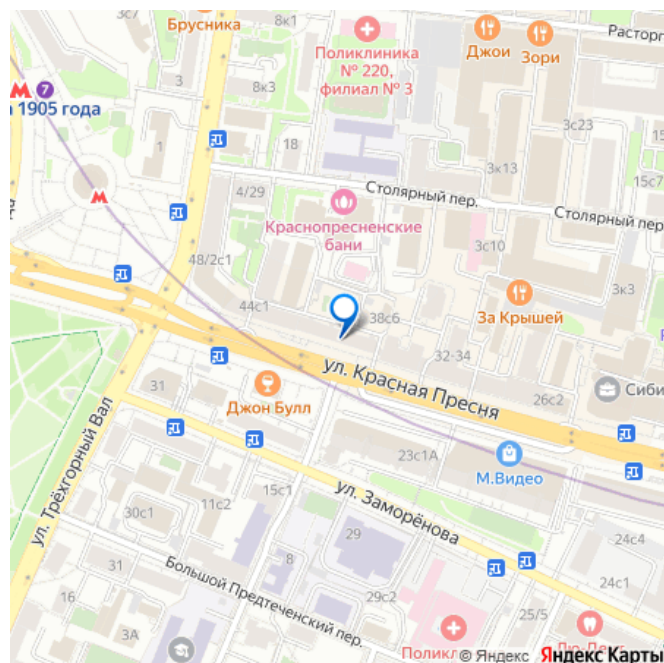 3с7
Брусника
8к1
Поликлиника
№ 220,
филиал № 3
Джои
Зори
Расторг
3
8к3
7
а 1905 года
1
18
3с23
3к13
15с7
4/29
Столярный пер.
Столярный пер.
Краснопресненские
бани
48/2с1
3с10
3к3
44с1
38с6
За Крышей
32-34
ул. Красная Пресня
31
Джон Булл
26с2
Сиби
ул. Трёхгорный Вал
23с1А
М.Видео
15с1
11с2
30с1
ул. Заморёнова
29
8
24с4
31
Большой Предтеченский пер.
24с1
16
29с2
25/5
3А
Поликл
© Яндекс Яндекс Карты